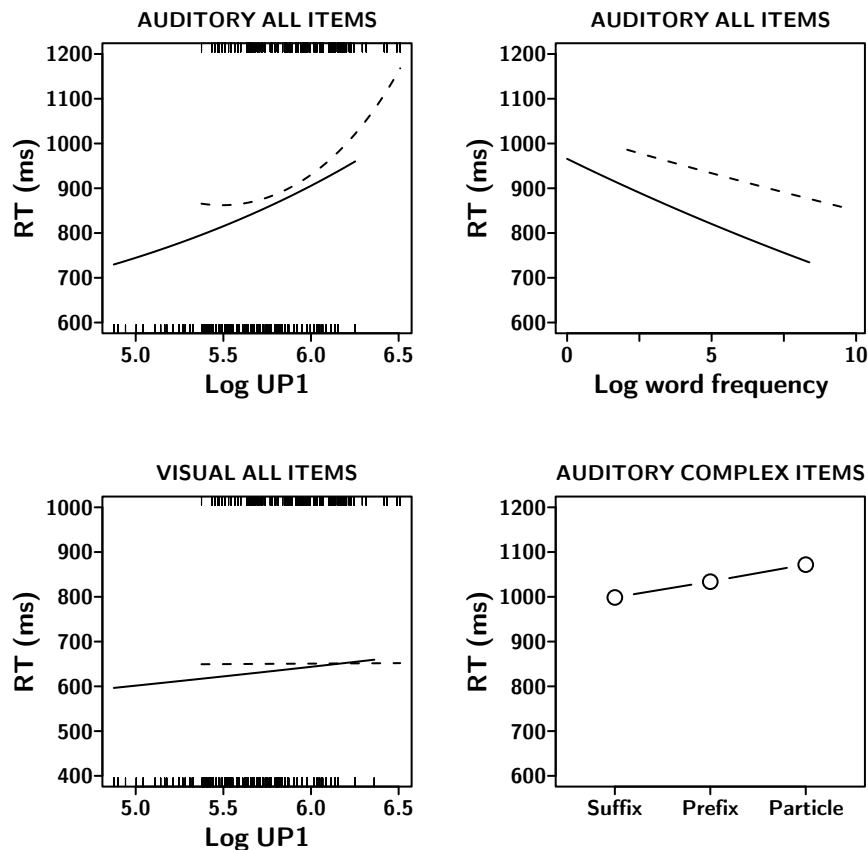 AUDITORY ALL ITEMS
1200
1100
1000
900
800
700
600
RT (ms)
5.0 5.5 6.0 6.5
Log UP1
AUDITORY ALL ITEMS
1200
1100
1000
900
800
700
600
RT (ms)
0 5 10
Log word frequency
VISUAL ALL ITEMS
1000
900
800
700
600
500
400
RT (ms)
5.0 5.5 6.0 6.5
Log UP1
AUDITORY COMPLEX ITEMS
1200
1100
1000
900
800
700
600
RT (ms)
Suffix Prefix Particle